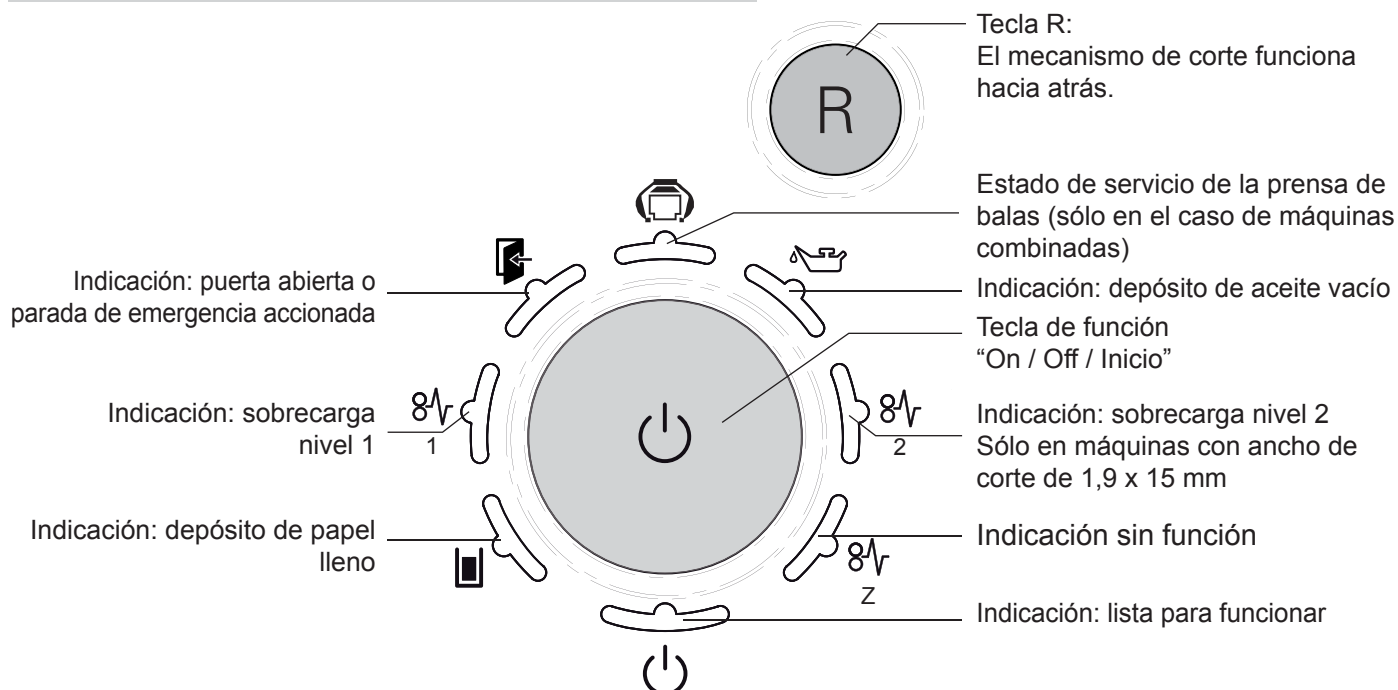 Tecla R:
El mecanismo de corte funciona
hacia atrás.
R
Estado de servicio de la prensa de
balas (sólo en el caso de máquinas
combinadas)
Indicación: puerta abierta o
parada de emergencia accionada
Indicación: depósito de aceite vacío
Tecla de función
“On / Off / Inicio”
Indicación: sobrecarga
nivel 1
1
2
Indicación: sobrecarga nivel 2
Sólo en máquinas con ancho de
corte de 1,9 x 15 mm
Indicación: depósito de papel
lleno
Indicación sin función
Z
Indicación: lista para funcionar